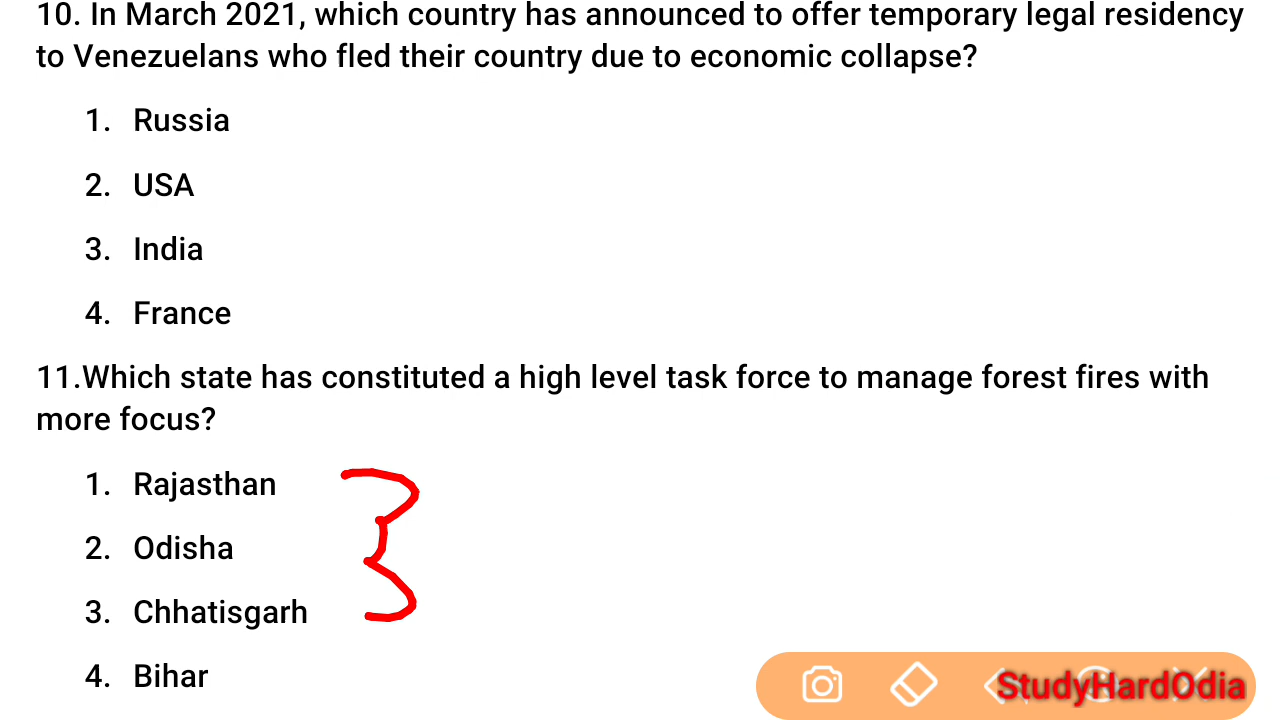 10. In March 2021, which country has announced to offer temporary legal residency
to Venezuelans who fled their country due to economic collapse?
1. Russia
2. USA
3. India
4. France
11.Which state has constituted a high level task force to manage forest fires with
more focus?
1. Rajasthan
2. Odisha
3. Chhatisgarh
4. Bihar
StudyHardOdia